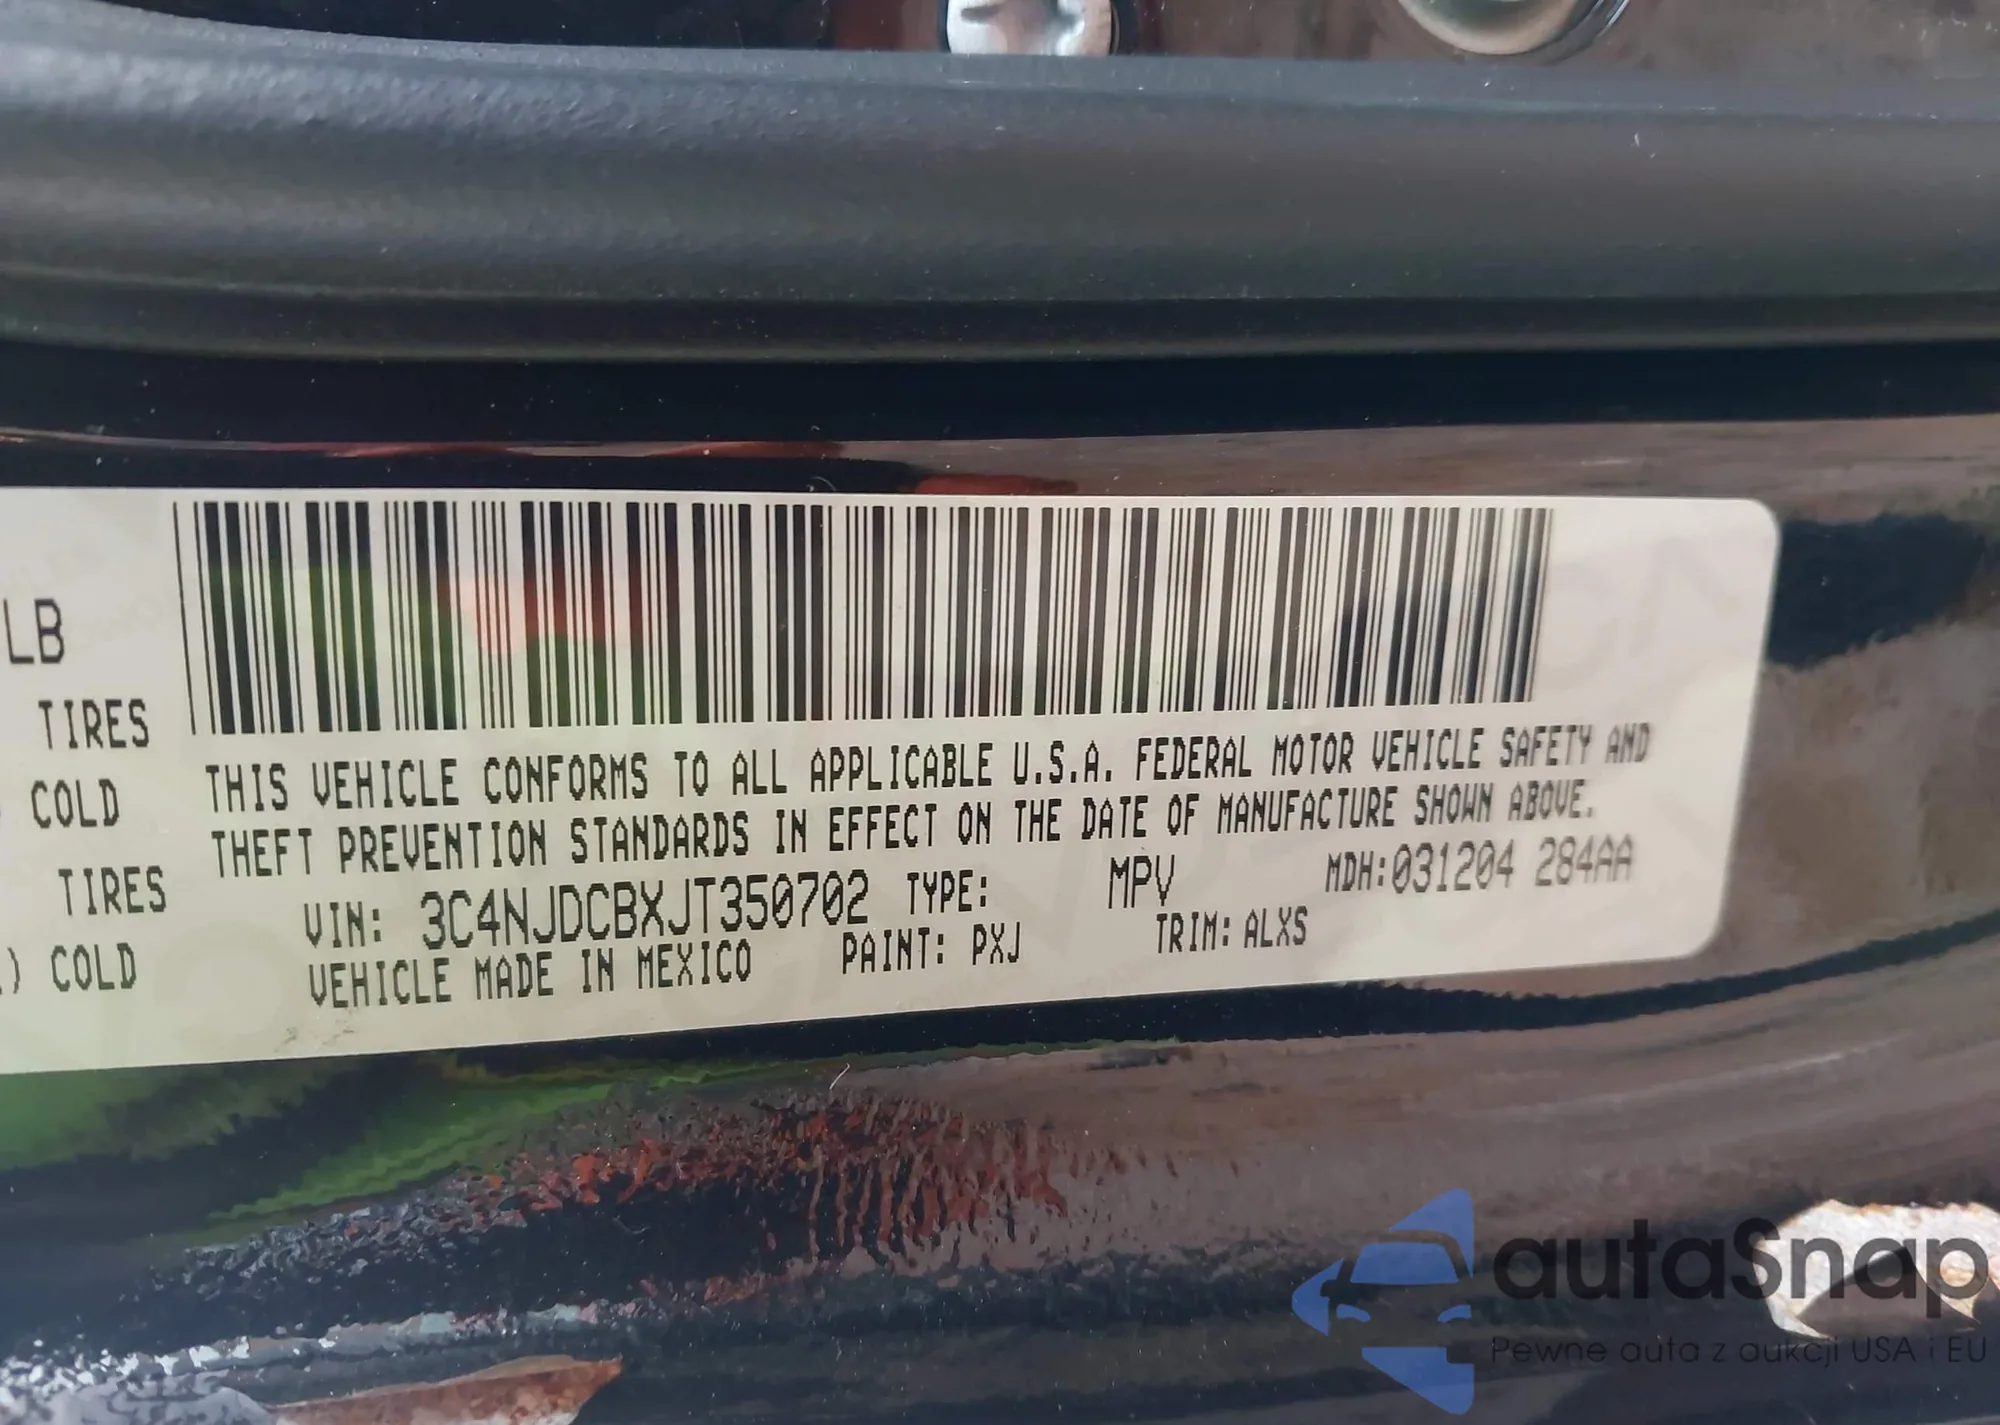 LB
TIRES
COLD
TIRES
) COLD
THIS VEHICLE CONFORMS TO ALL APPLICABLE U.S.A. FEDERAL MOTOR VEHICLE SAFETY AND
THEFT PREVENTION STANDARDS IN EFFECT ON THE DATE OF MANUFACTURE SHOWN ABOVE.
VIN: 3C4NJDCBXJT350702 TYPE: MPV MDH:031204 284AA
VEHICLE MADE IN MEXICO PAINT: PXJ TRIM: ALXS
autaSnap
Pewne auta z aukcji USA i EU